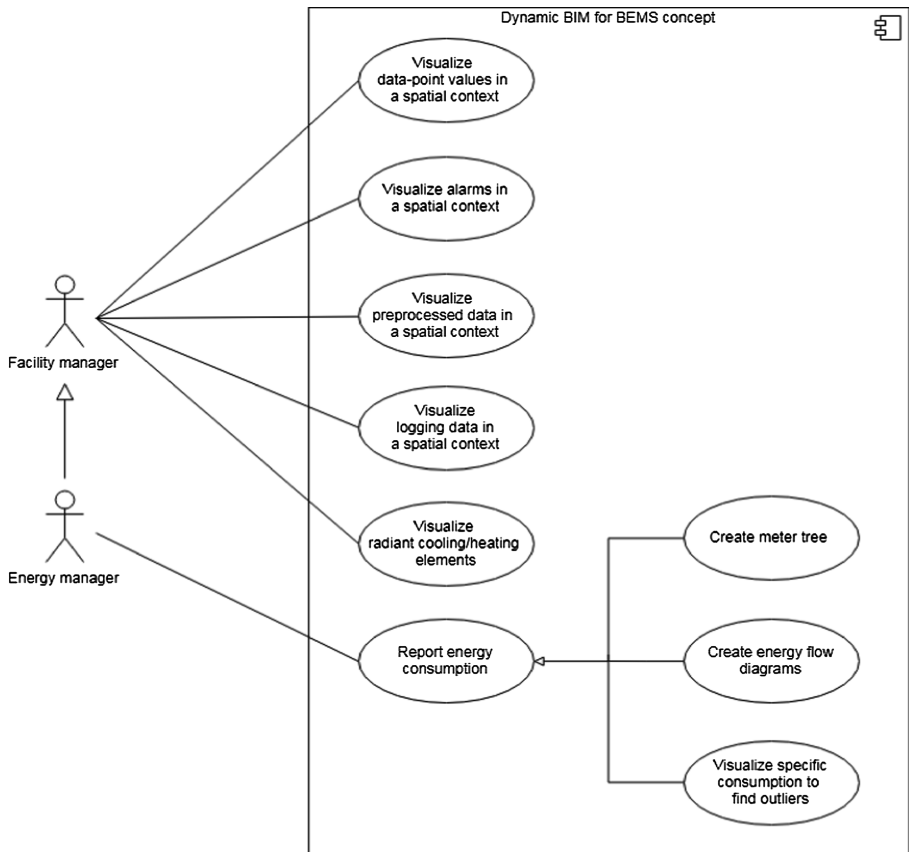 Dynamic BIM for BEMS concept
Visualize
data-point values in
a spatial context
Visualize alarms in
a spatial context
Visualize
preprocessed data in
a spatial context
Facility manager
Visualize
logging data in
a spatial context
Visualize
radiant cooling/heating
elements
Create meter tree
Energy manager
Report energy
consumption
Create energy flow
diagrams
Visualize specific
consumption to
find outliers